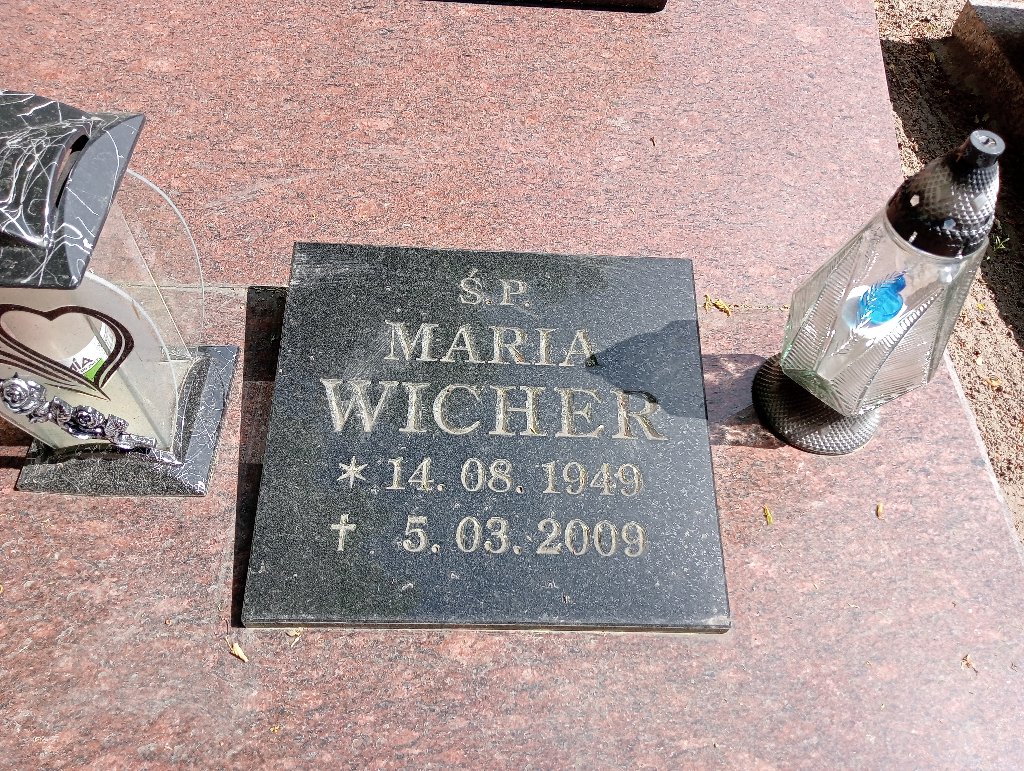 Ś.P.
MARIA
WICHER
* 14. 08. 1949
† 5. 03. 2009